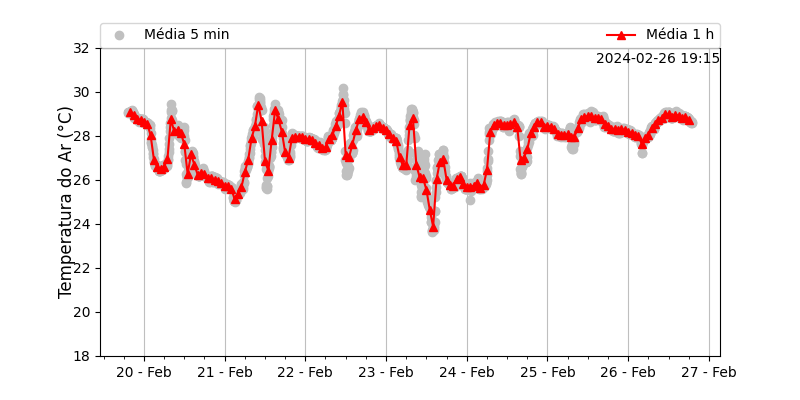 Média 5 min
Média 1 h
2024-02-26 19:15
Temperatura do Ar (°C)
32
30
28
26
24
22
20
18
20 - Feb
21 - Feb
22 - Feb
23 - Feb
24 - Feb
25 - Feb
26 - Feb
27 - Feb